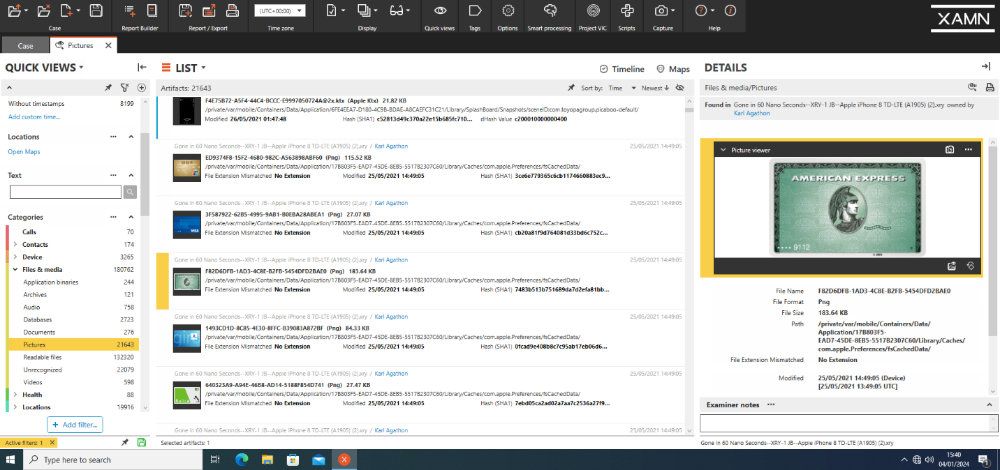 (UTC+00:00)
Case
Report Builder
Report / Export
Time zone
Display
Quick views
Tags
Options
Smart processing
Project VIC
Scripts
Capture
Help
XAMN
Case
Pictures
QUICK VIEWS
Without timestamps 8199
Add custom time...
Locations
Open Maps
Text
Categories
Calls 70
Contacts 174
Device 3265
Files & media 180762
Application binaries 244
Archives 121
Audio 758
Databases 2723
Documents 276
Pictures 21643
Readable files 132320
Unrecognized 22079
Videos 598
Health 88
Locations 19916
+ Add filter...
Active filters: 1
LIST
Timeline
Maps
Artifacts: 21643
Sort by: Time Newest
F4E75B72-A5F4-44C4-BCCC-E9997050724A@2x.ktx (Apple Ktx) 21.82 KB
/private/var/mobile/Containers/Data/Application/6FE4EEA7-D180-4C9B-BDAE-A8CAEFC31C21/Library/SplashBoard/Snapshots/sceneID:com.toyopagroup.picaboo-default/
Modified 26/05/2021 01:47:48 Hash (SHA1) c52813d49c370a22e15b685fc710... dHash Value c200010000000400
Gone in 60 Nano Seconds--XRY-1 JB--Apple iPhone 8 TD-LTE (A1905) (2).xry / Karl Agathon 25/05/2021 14:49:05
ED9374F8-15F2-4680-982C-A563898ABF60 (Png) 115.52 KB
/private/var/mobile/Containers/Data/Application/17B803F5-EAD7-45DE-8EB5-5517B2307C60/Library/Caches/com.apple.Preferences/fsCachedData/
File Extension Mismatched No Extension Modified 25/05/2021 14:49:05 Hash (SHA1) 3ce6e779365c6cb1174660883ec9...
Gone in 60 Nano Seconds--XRY-1 JB--Apple iPhone 8 TD-LTE (A1905) (2).xry / Karl Agathon 25/05/2021 14:49:05
VISA
3F587922-62B5-4995-9AB1-B0EBA28ABEA1 (Png) 27.07 KB
/private/var/mobile/Containers/Data/Application/17B803F5-EAD7-45DE-8EB5-5517B2307C60/Library/Caches/com.apple.Preferences/fsCachedData/
File Extension Mismatched No Extension Modified 25/05/2021 14:49:05 Hash (SHA1) cb20a81f9d764081d33bd6c752c...
Gone in 60 Nano Seconds--XRY-1 JB--Apple iPhone 8 TD-LTE (A1905) (2).xry / Karl Agathon 25/05/2021 14:49:05
F82D6DFB-1AD3-4C8E-B2FB-5454DFD2BAE0 (Png) 183.64 KB
/private/var/mobile/Containers/Data/Application/17B803F5-EAD7-45DE-8EB5-5517B2307C60/Library/Caches/com.apple.Preferences/fsCachedData/
File Extension Mismatched No Extension Modified 25/05/2021 14:49:05 Hash (SHA1) 7483b513b751689da7d2efa81bb...
Gone in 60 Nano Seconds--XRY-1 JB--Apple iPhone 8 TD-LTE (A1905) (2).xry / Karl Agathon 25/05/2021 14:49:05
1493CD1D-8C85-4E30-8FFC-B39083A872BF (Png) 84.33 KB
/private/var/mobile/Containers/Data/Application/17B803F5-EAD7-45DE-8EB5-5517B2307C60/Library/Caches/com.apple.Preferences/fsCachedData/
File Extension Mismatched No Extension Modified 25/05/2021 14:49:05 Hash (SHA1) 0fcad9e408b8c7c95ab17eb06d6...
Gone in 60 Nano Seconds--XRY-1 JB--Apple iPhone 8 TD-LTE (A1905) (2).xry / Karl Agathon 25/05/2021 14:49:05
640323A9-A94E-46B8-AD14-5188F854D741 (Png) 27.47 KB
/private/var/mobile/Containers/Data/Application/17B803F5-EAD7-45DE-8EB5-5517B2307C60/Library/Caches/com.apple.Preferences/fsCachedData/
File Extension Mismatched No Extension Modified 25/05/2021 14:49:05 Hash (SHA1) 7ebd05ca2ad02a7aa7c2536a27f9...
Gone in 60 Nano Seconds--XRY-1 JB--Apple iPhone 8 TD-LTE (A1905) (2).xry / Karl Agathon 25/05/2021 14:49:05
Selected artifacts: 1
DETAILS
Files & media/Pictures
Found in Gone in 60 Nano Seconds--XRY-1 JB--Apple iPhone 8 TD-LTE (A1905) (2).xry owned by
Karl Agathon
Picture viewer
AMERICAN EXPRESS
•••• 9112
File Name F82D6DFB-1AD3-4C8E-B2FB-5454DFD2BAE0
File Format Png
File Size 183.64 KB
Path /private/var/mobile/Containers/Data/
Application/17B803F5-
EAD7-45DE-8EB5-5517B2307C60/Library/Caches/
com.apple.Preferences/fsCachedData/
File Extension Mismatched No Extension
Modified 25/05/2021 14:49:05 (Device)
[25/05/2021 13:49:05 UTC]
Examiner notes
Gone in 60 Nano Seconds--XRY-1 JB--Apple iPhone 8 TD-LTE (A1905) (2).xry
Type here to search
15:40
04/01/2024
1